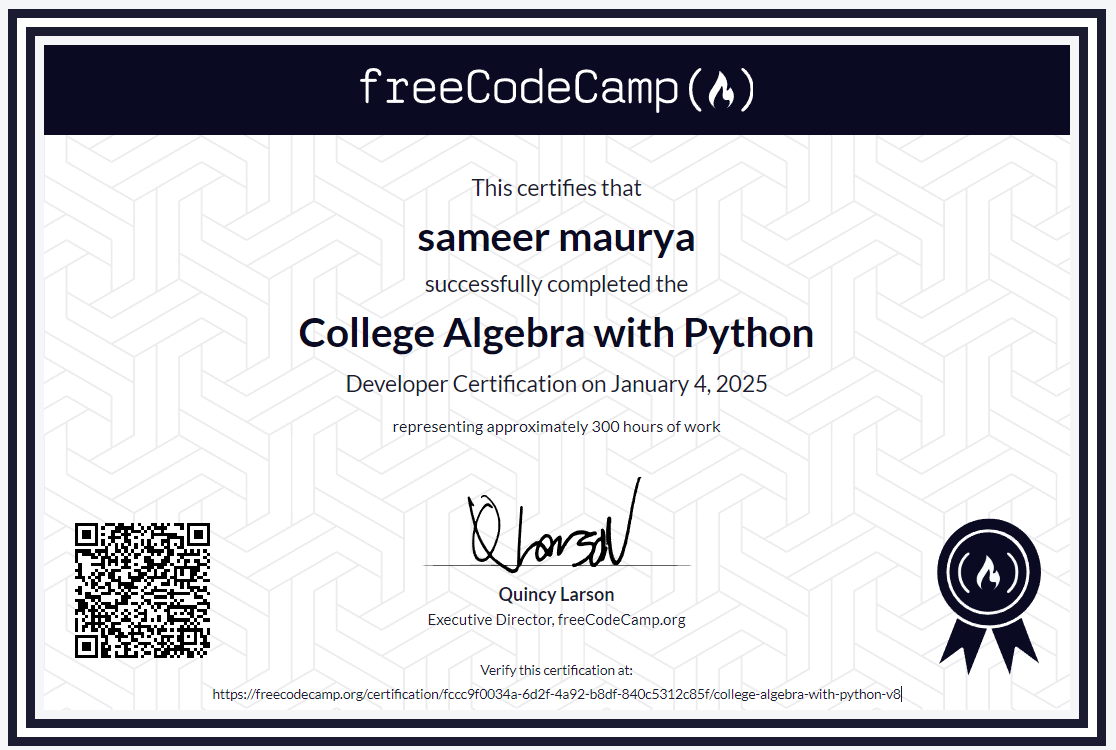 freeCodeCamp
This certifies that
sameer maurya
successfully completed the
College Algebra with Python
Developer Certification on January 4, 2025
representing approximately 300 hours of work
Quincy Larson
Executive Director, freeCodeCamp.org
Verify this certification at:
https://freecodecamp.org/certification/fccc9f0034a-6d2f-4a92-b8df-840c5312c85f/college-algebra-with-python-v8